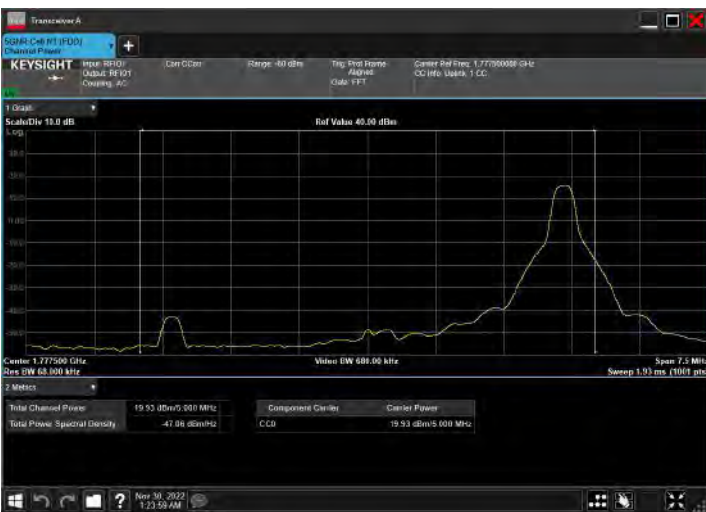 Transceiver A
5GNR Cell N1 (FDD)
Channel Power
KEYSIGHT
Input: RFIO1
Output: RFIO1
Coupling: AC
Corr CCorr
Trig: Prot Frame
Aligned
Gate: FFT
Carrier Ref Freq: 1.777500000 GHz
CC Info: Uplink, 1 CC
1 Graph
Scale/Div 10.0 dB
Ref Value 40.00 dBm
Log
Center 1.777500 GHz
Video BW 680.00 kHz
Span 7.5 MHz
Res BW 68.000 kHz
Sweep 1.93 ms (1001 pts
2 Metrics
Total Channel Power 19.93 dBm/5.000 MHz
Total Power Spectral Density -47.06 dBm/Hz
Component Carrier Carrier Power
CC0 19.93 dBm/5.000 MHz
? Nov 30, 2022
1:23:59 AM